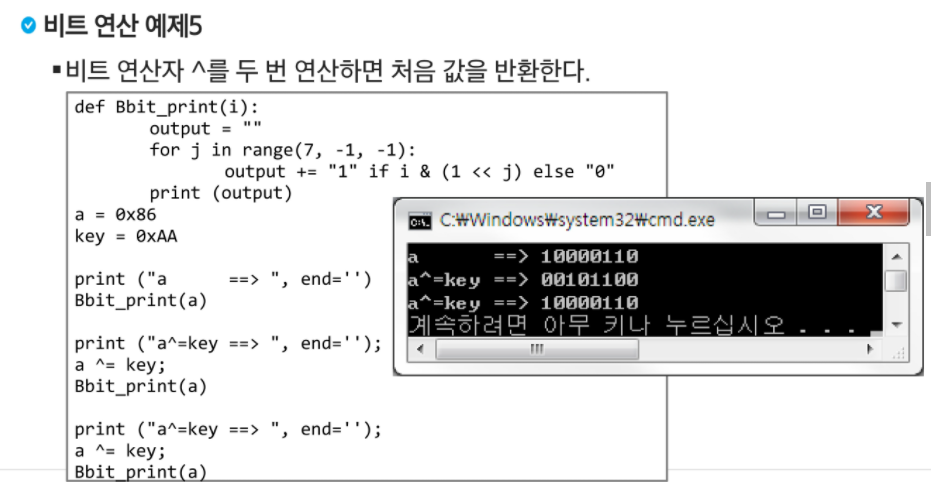 비트 연산 예제5
▪비트 연산자 ^를 두 번 연산하면 처음 값을 반환한다.
def Bbit_print(i):
        output = ""
        for j in range(7, -1, -1):
                output += "1" if i & (1 << j) else "0"
        print (output)
a = 0x86
key = 0xAA
print ("a      ==> ", end='')
Bbit_print(a)
print ("a^=key ==> ", end='');
a ^= key;
Bbit_print(a)
print ("a^=key ==> ", end='');
a ^= key;
Bbit_print(a)
C:\Windows\system32\cmd.exe
a      ==> 10000110
a^=key ==> 00101100
a^=key ==> 10000110
계속하려면 아무 키나 누르십시오 . . .